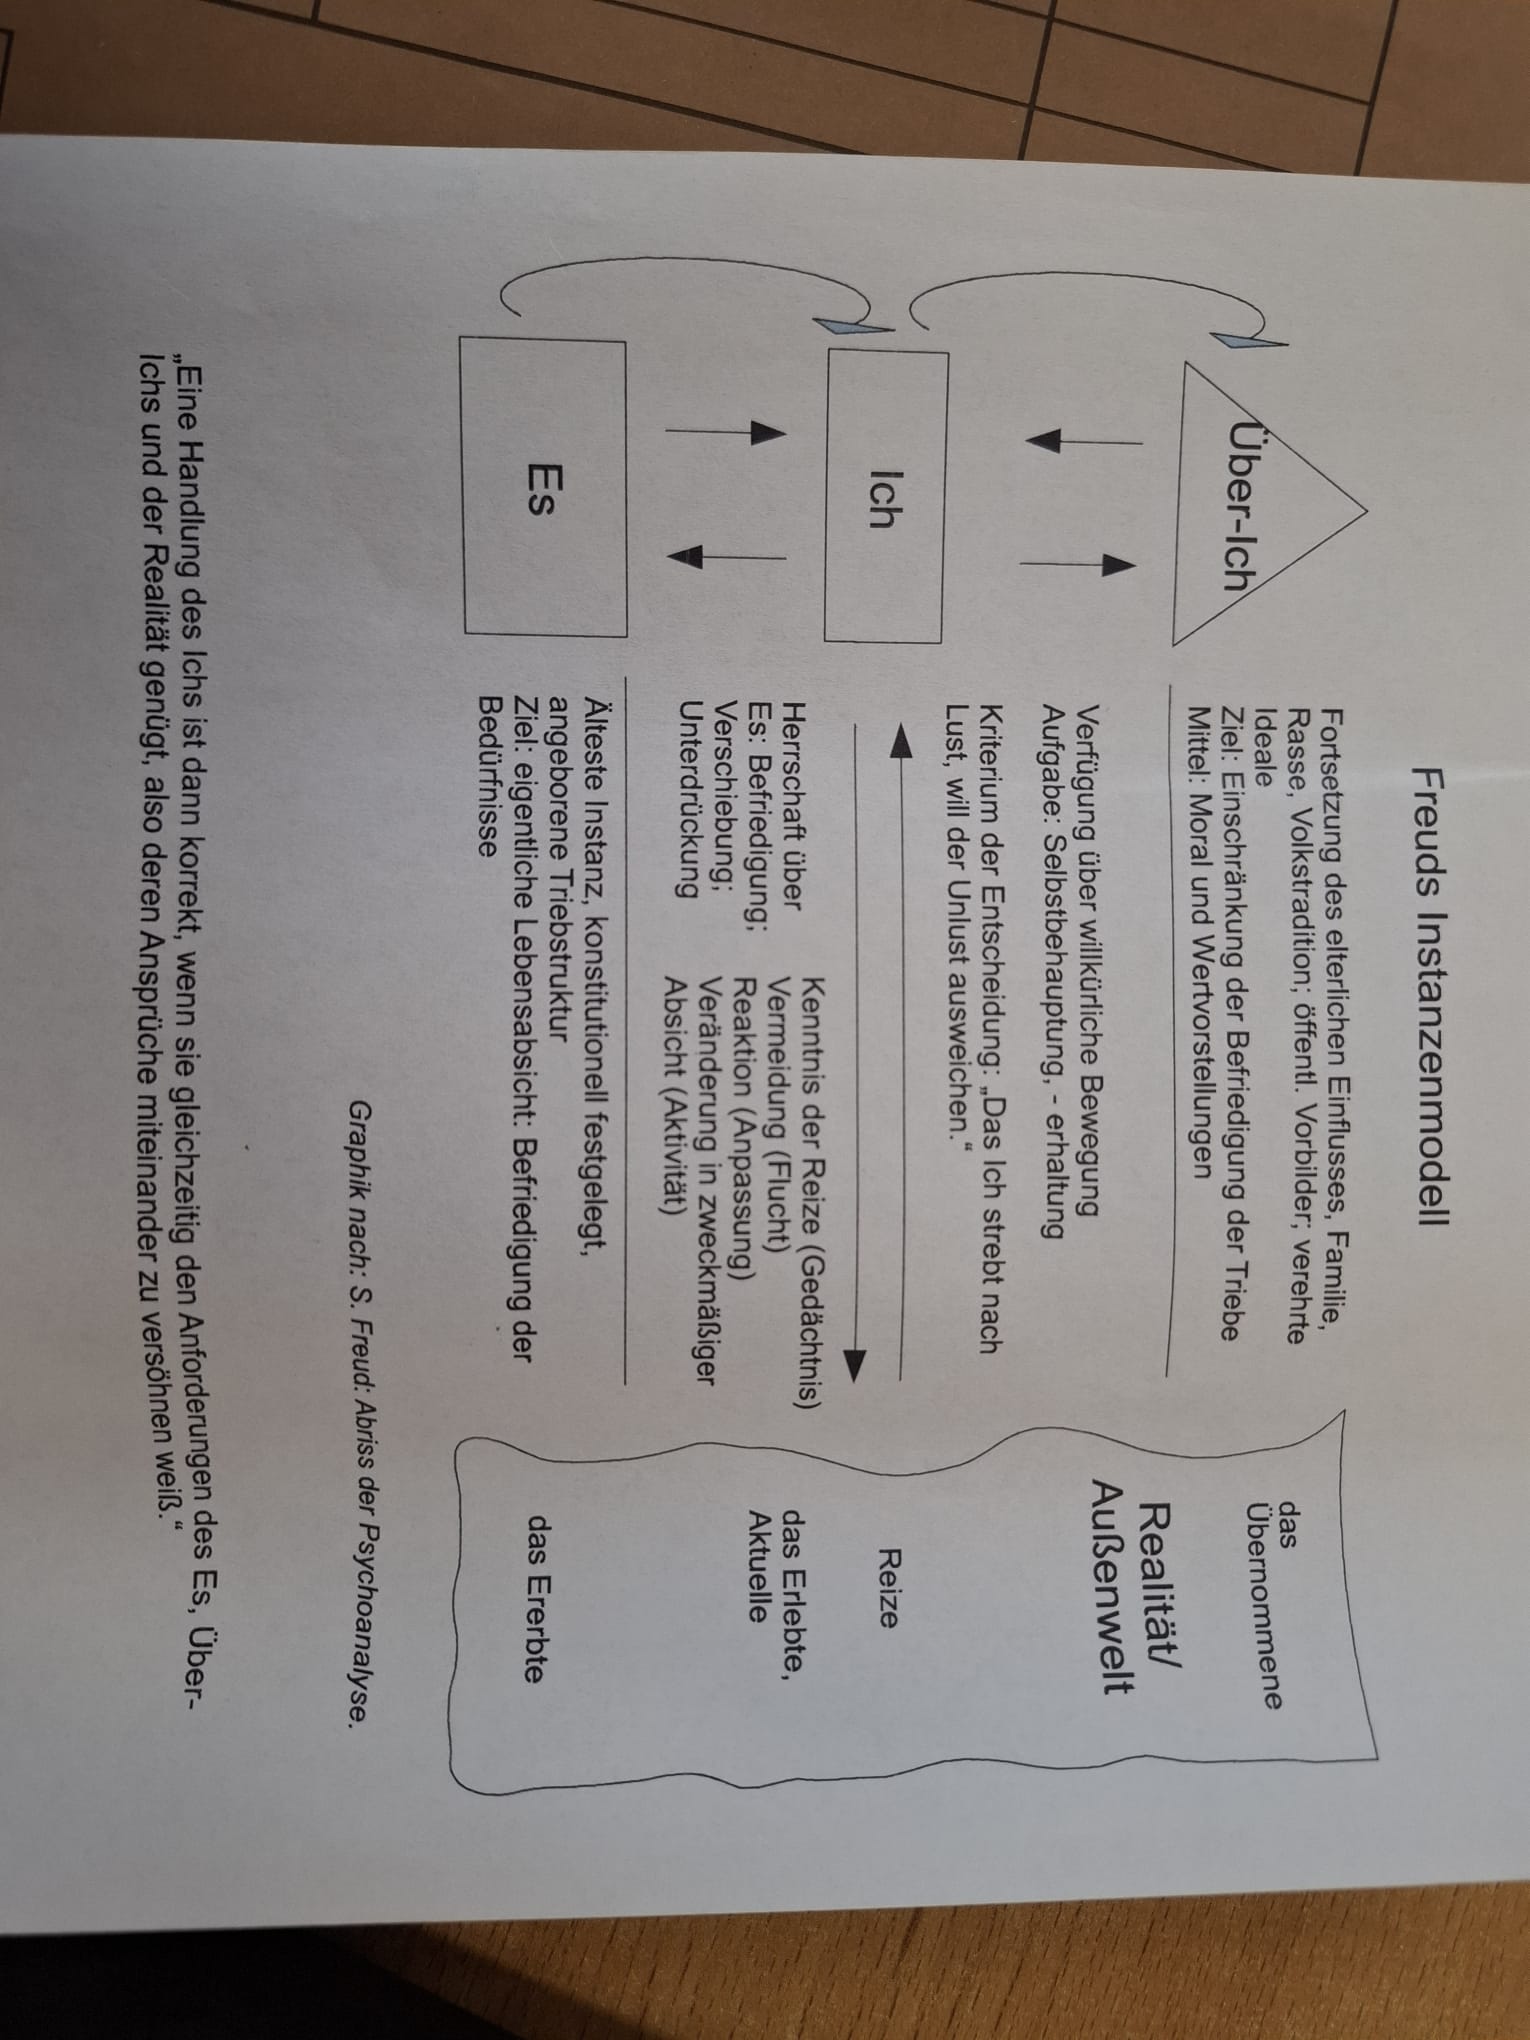 Freuds Instanzenmodell
Über-Ich
Fortsetzung des elterlichen Einflusses, Familie,
Rasse, Volkstradition; öffentl. Vorbilder; verehrte
Ideale
Ziel: Einschränkung der Befriedigung der Triebe
Mittel: Moral und Wertvorstellungen
das
Übernommene
Realität/
Außenwelt
Verfügung über willkürliche Bewegung
Aufgabe: Selbstbehauptung, - erhaltung
Kriterium der Entscheidung: „Das Ich strebt nach
Lust, will der Unlust ausweichen.“
Ich
Reize
Herrschaft über
Es: Befriedigung;
Verschiebung;
Unterdrückung
Kenntnis der Reize (Gedächtnis)
Vermeidung (Flucht)
Reaktion (Anpassung)
Veränderung in zweckmäßiger
Absicht (Aktivität)
das Erlebte,
Aktuelle
Es
Älteste Instanz, konstitutionell festgelegt,
angeborene Triebstruktur
Ziel: eigentliche Lebensabsicht: Befriedigung der
Bedürfnisse
das Ererbte
Graphik nach: S. Freud: Abriss der Psychoanalyse.
„Eine Handlung des Ichs ist dann korrekt, wenn sie gleichzeitig den Anforderungen des Es, Über-
Ichs und der Realität genügt, also deren Ansprüche miteinander zu versöhnen weiß.“